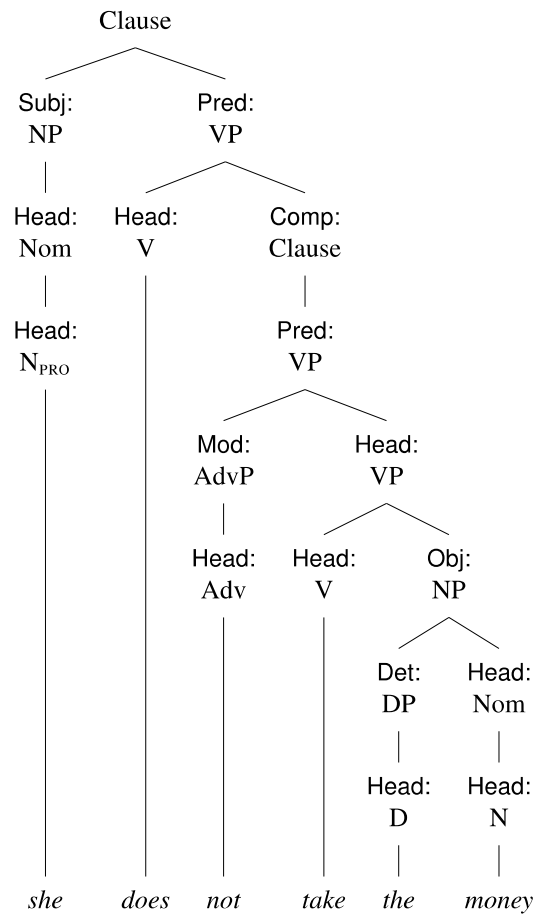 Clause
Subj: Pred:
NP VP
Head: Head: Comp:
Nom V Clause
Head: Pred:
N_PRO VP
Mod: Head:
AdvP VP
Head: Head: Obj:
Adv V NP
Det: Head:
DP Nom
Head: Head:
D N
she does not take the money